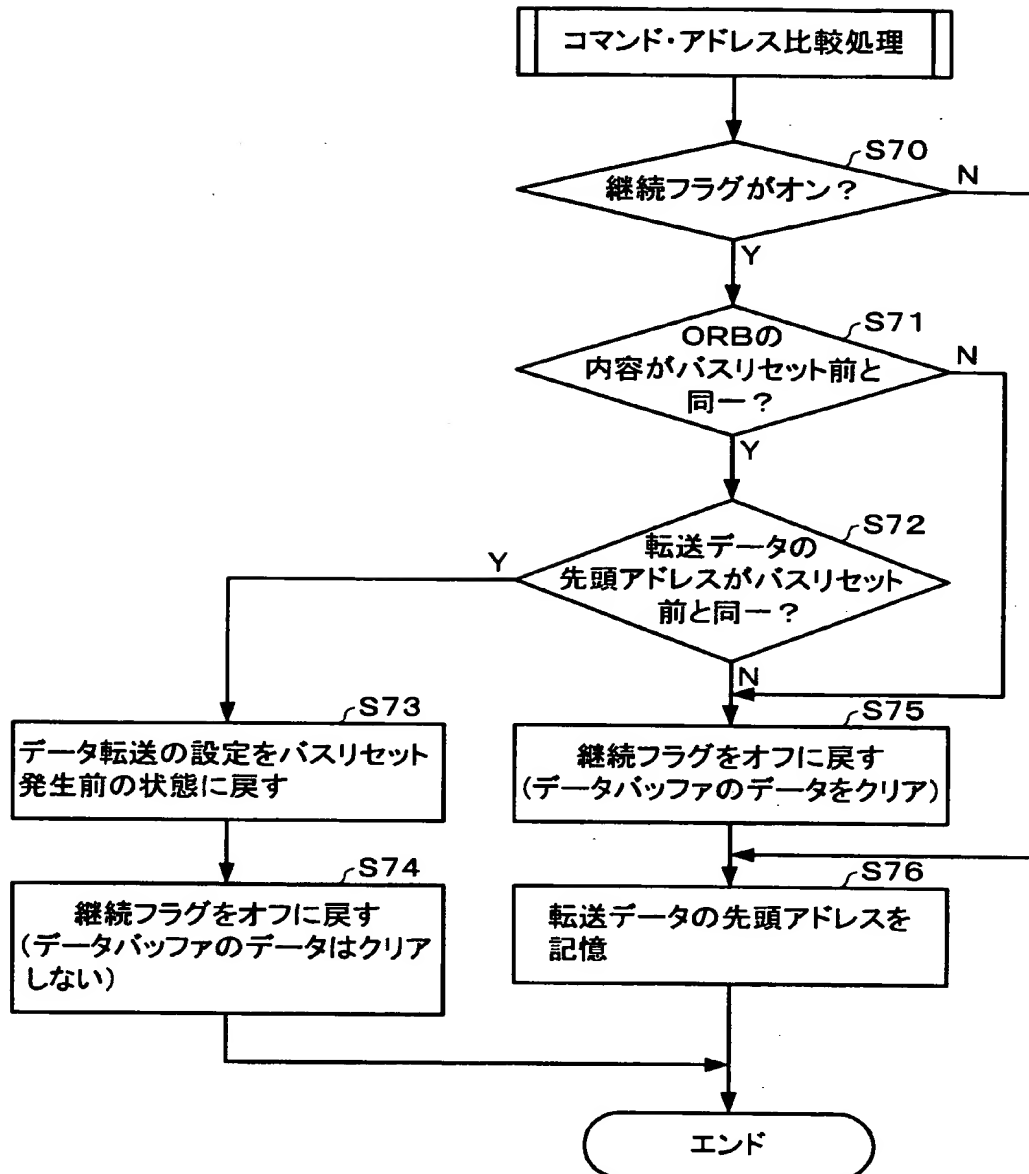 コマンド・アドレス比較処理
S70
継続フラグがオン？
N
Y
S71
ORBの
内容がバスリセット前と
同一？
N
Y
S72
転送データの
先頭アドレスがバスリセット
前と同一？
Y
N
S73
データ転送の設定をバスリセット
発生前の状態に戻す
S75
継続フラグをオフに戻す
(データバッファのデータをクリア)
S74
継続フラグをオフに戻す
(データバッファのデータはクリア
しない)
S76
転送データの先頭アドレスを
記憶
エンド